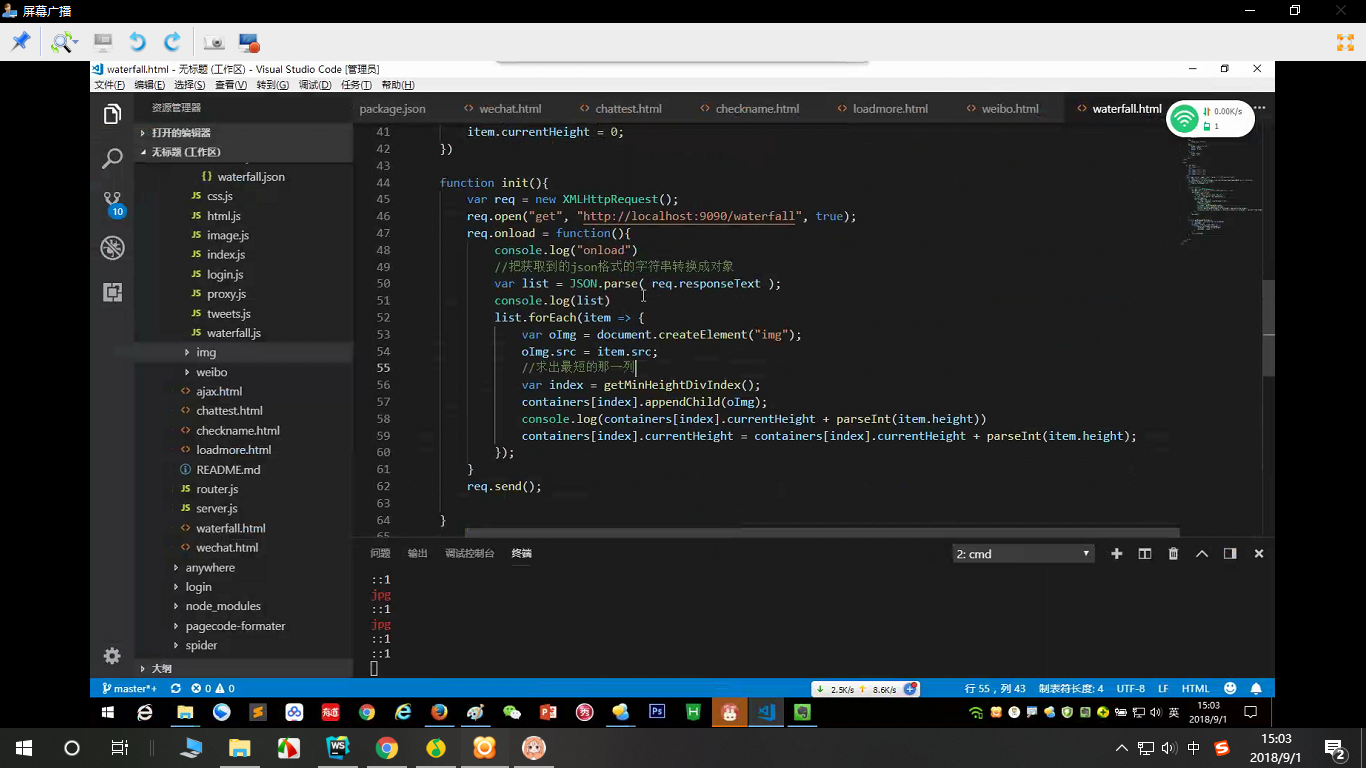 屏幕广播
waterfall.html - 无标题 (工作区) - Visual Studio Code [管理员]
文件(F) 编辑(E) 选择(S) 查看(V) 转到(G) 调试(D) 任务(T) 帮助(H)
资源管理器
package.json
wechat.html
chattest.html
checkname.html
loadmore.html
weibo.html
waterfall.html
0.00K/s
1
打开的编辑器
无标题 (工作区)
{} waterfall.json
JS css.js
JS html.js
JS image.js
JS index.js
JS login.js
JS proxy.js
JS tweets.js
JS waterfall.js
img
weibo
ajax.html
chattest.html
checkname.html
loadmore.html
README.md
JS router.js
JS server.js
waterfall.html
wechat.html
anywhere
login
node_modules
pagecode-formater
spider
大纲
10
41 item.currentHeight = 0;
42 })
43
44 function init(){
45 var req = new XMLHttpRequest();
46 req.open("get", "http://localhost:9090/waterfall", true);
47 req.onload = function(){
48 console.log("onload")
49 //把获取到的json格式的字符串转换成对象
50 var list = JSON.parse( req.responseText );
51 console.log(list)
52 list.forEach(item => {
53 var oImg = document.createElement("img");
54 oImg.src = item.src;
55 //求出最短的那一列
56 var index = getMinHeightDivIndex();
57 containers[index].appendChild(oImg);
58 console.log(containers[index].currentHeight + parseInt(item.height))
59 containers[index].currentHeight = containers[index].currentHeight + parseInt(item.height);
60 });
61 }
62 req.send();
63
64 }
65
问题 输出 调试控制台 终端
2: cmd
::1
jpg
::1
jpg
::1
::1
master*+ 0 0
2.5K/s 8.6K/s
行 55，列 43 制表符长度: 4 UTF-8 LF HTML
英
15:03
2018/9/1
中
15:03
2018/9/1
2